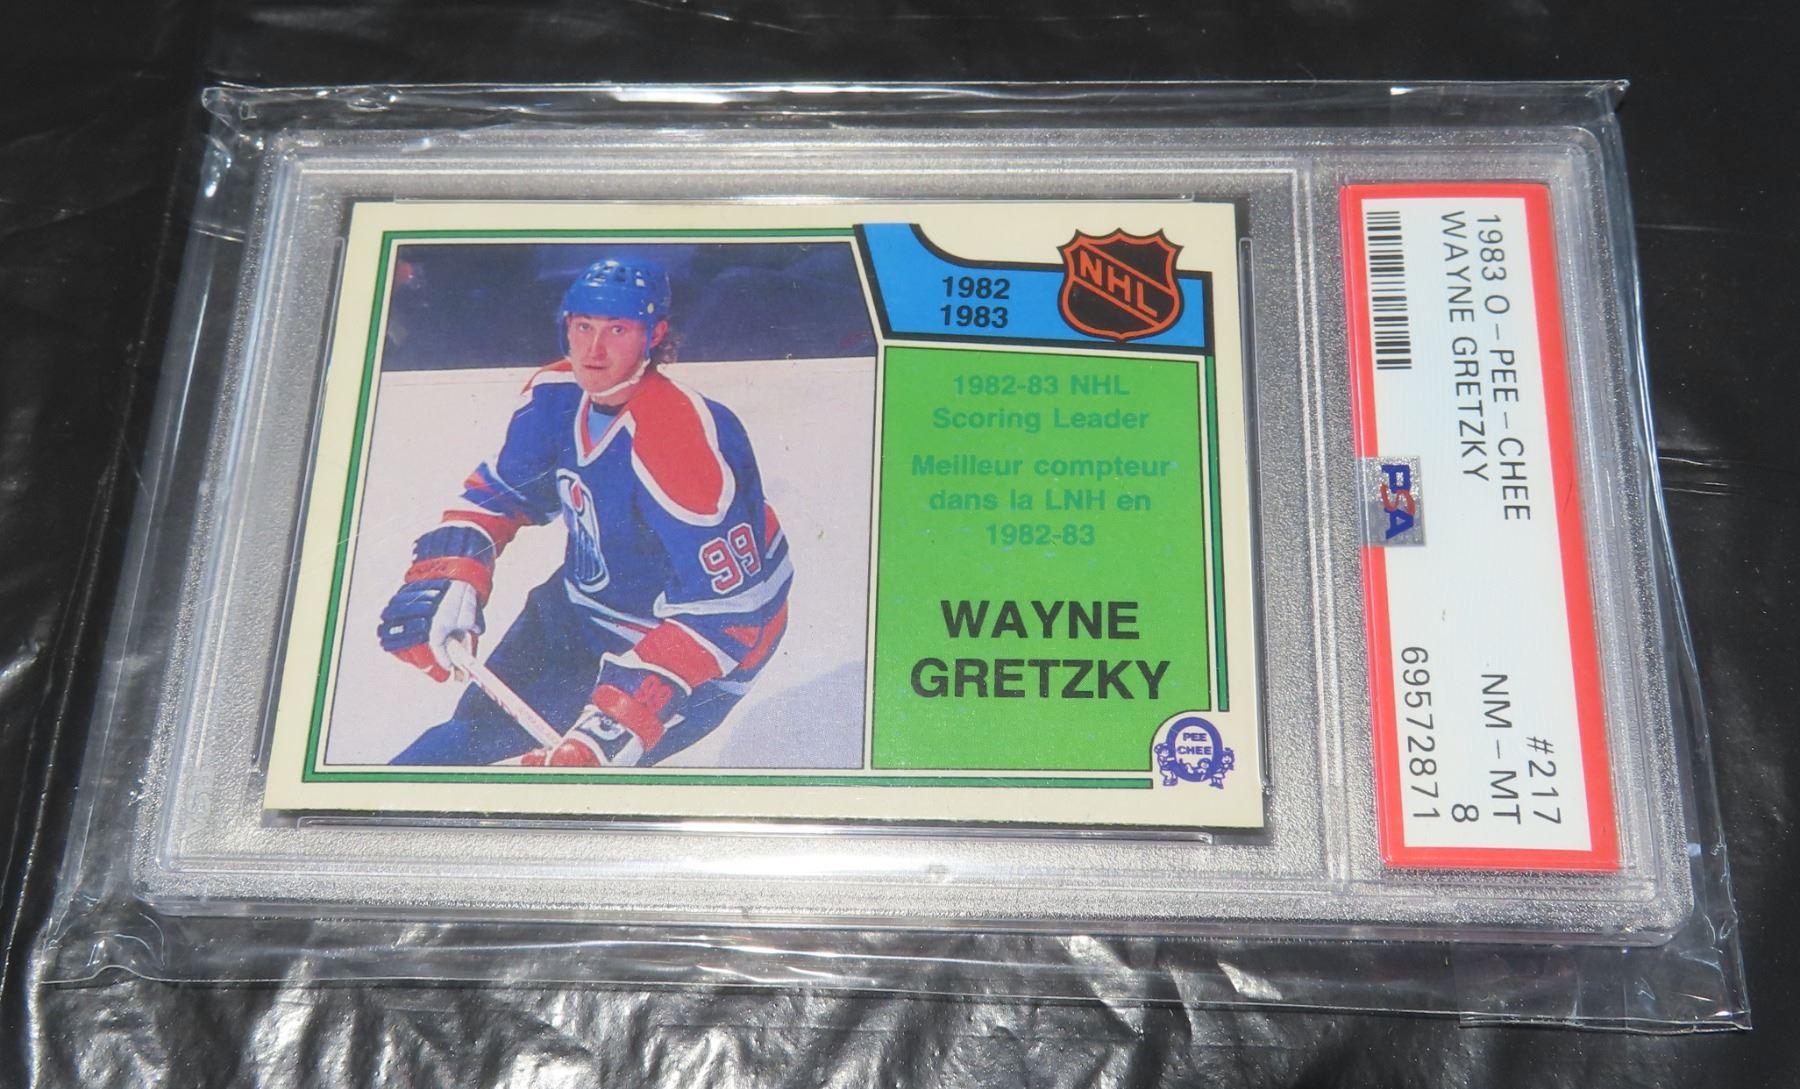 1982
1983
NHL
1982-83 NHL
Scoring Leader
Meilleur compteur
dans la LNH en
1982-83
WAYNE
GRETZKY
PEE
CHEE
99
1983 O-PEE-CHEE #217
WAYNE GRETZKY NM-MT
8
PSA
69572871